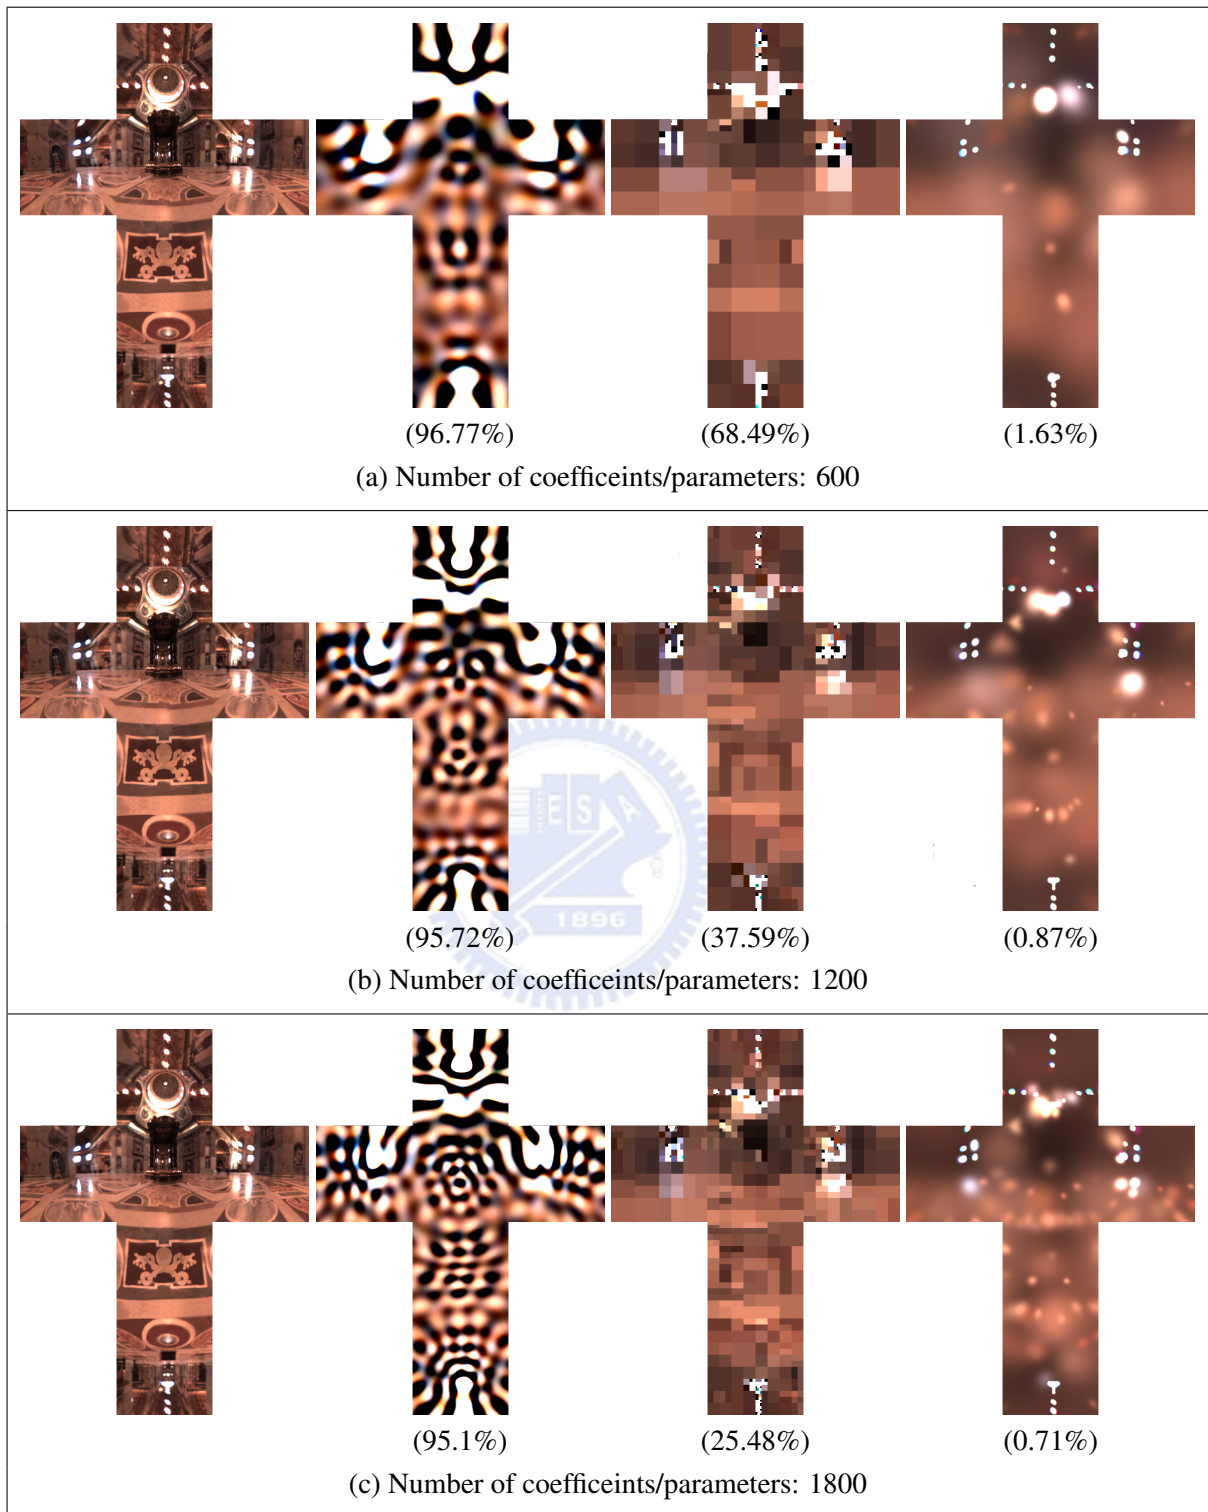 (96.77%) (68.49%) (1.63%)
(a) Number of coefficeints/parameters: 600
E S A
1896
(95.72%) (37.59%) (0.87%)
(b) Number of coefficeints/parameters: 1200
(95.1%) (25.48%) (0.71%)
(c) Number of coefficeints/parameters: 1800